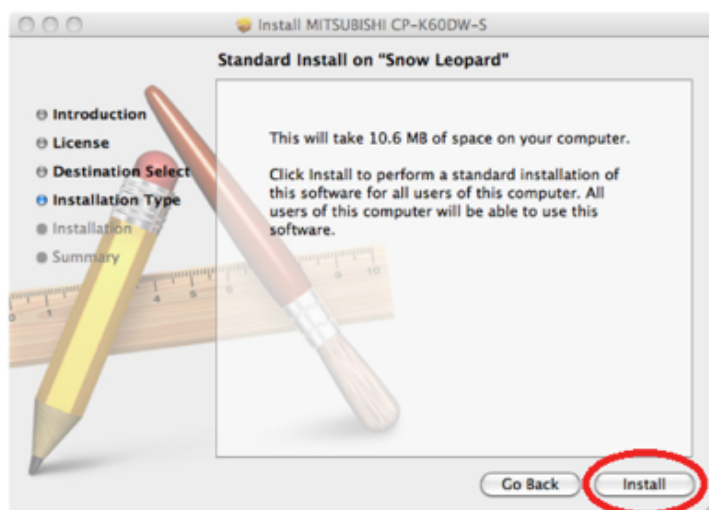 Install MITSUBISHI CP-K60DW-S
Standard Install on "Snow Leopard"
Introduction
License
Destination Select
Installation Type
Installation
Summary
This will take 10.6 MB of space on your computer.
Click Install to perform a standard installation of
this software for all users of this computer. All
users of this computer will be able to use this
software.
Go Back
Install